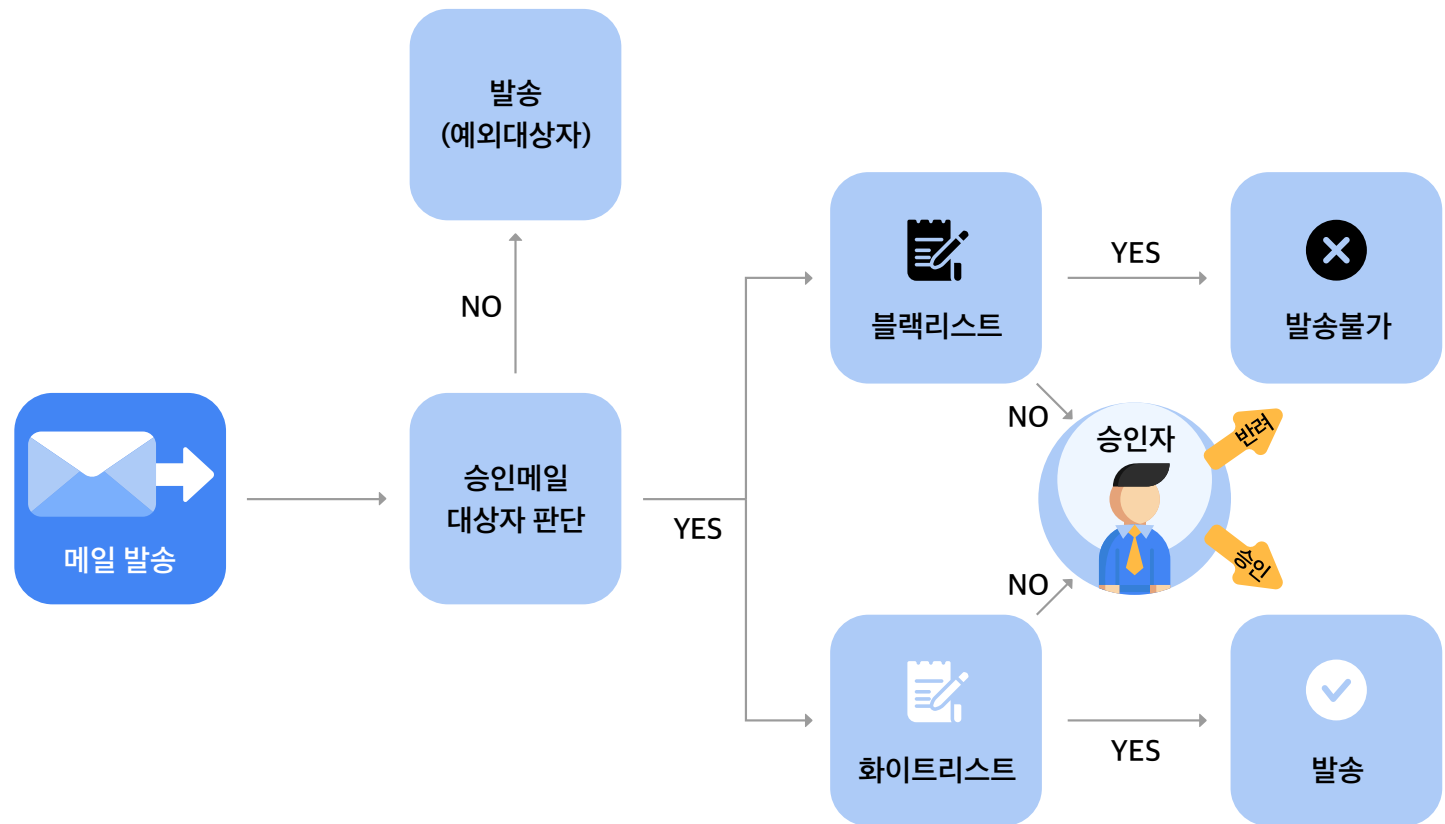 발송
(예외대상자)
NO
메일 발송
승인메일
대상자 판단
YES
블랙리스트
YES
발송불가
NO
승인자
반려
승인
NO
화이트리스트
YES
발송